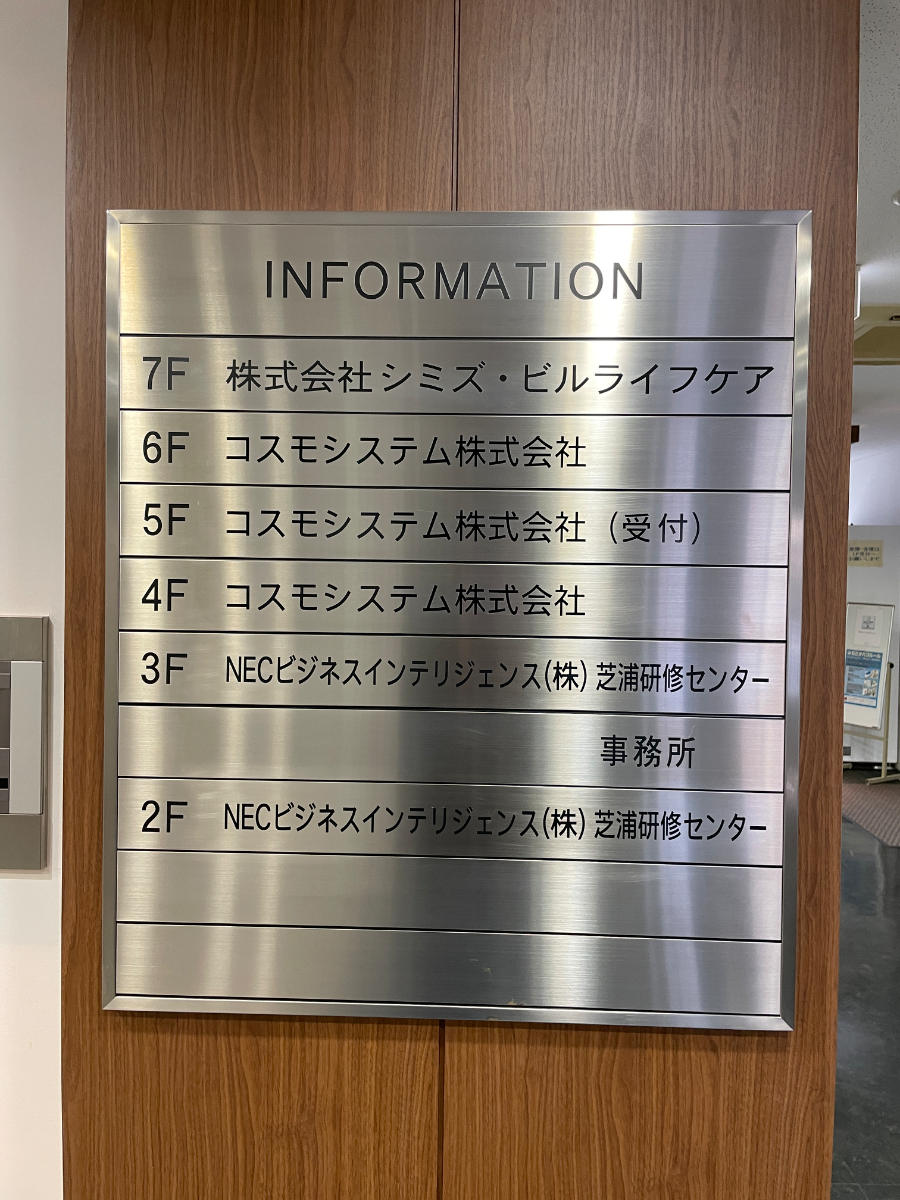 INFORMATION
7F 株式会社シミズ・ビルライフケア
6F コスモシステム株式会社
5F コスモシステム株式会社（受付）
4F コスモシステム株式会社
3F NECビジネスインテリジェンス(株) 芝浦研修センター
事務所
2F NECビジネスインテリジェンス(株) 芝浦研修センター